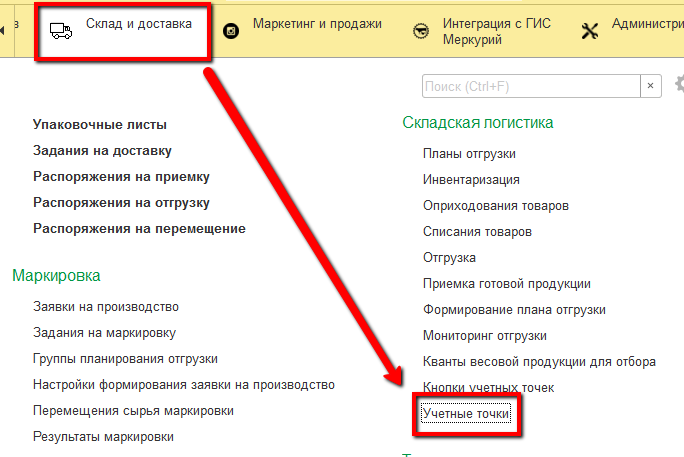 з
Склад и доставка
Маркетинг и продажи
Интеграция с ГИС
Меркурий
Администри
Поиск (Ctrl+F)
×
Упаковочные листы
Задания на доставку
Распоряжения на приемку
Распоряжения на отгрузку
Распоряжения на перемещение
Маркировка
Заявки на производство
Задания на маркировку
Группы планирования отгрузки
Настройки формирования заявки на производство
Перемещения сырья маркировки
Результаты маркировки
Складская логистика
Планы отгрузки
Инвентаризация
Оприходования товаров
Списания товаров
Отгрузка
Приемка готовой продукции
Формирование плана отгрузки
Мониторинг отгрузки
Кванты весовой продукции для отбора
Кнопки учетных точек
Учетные точки